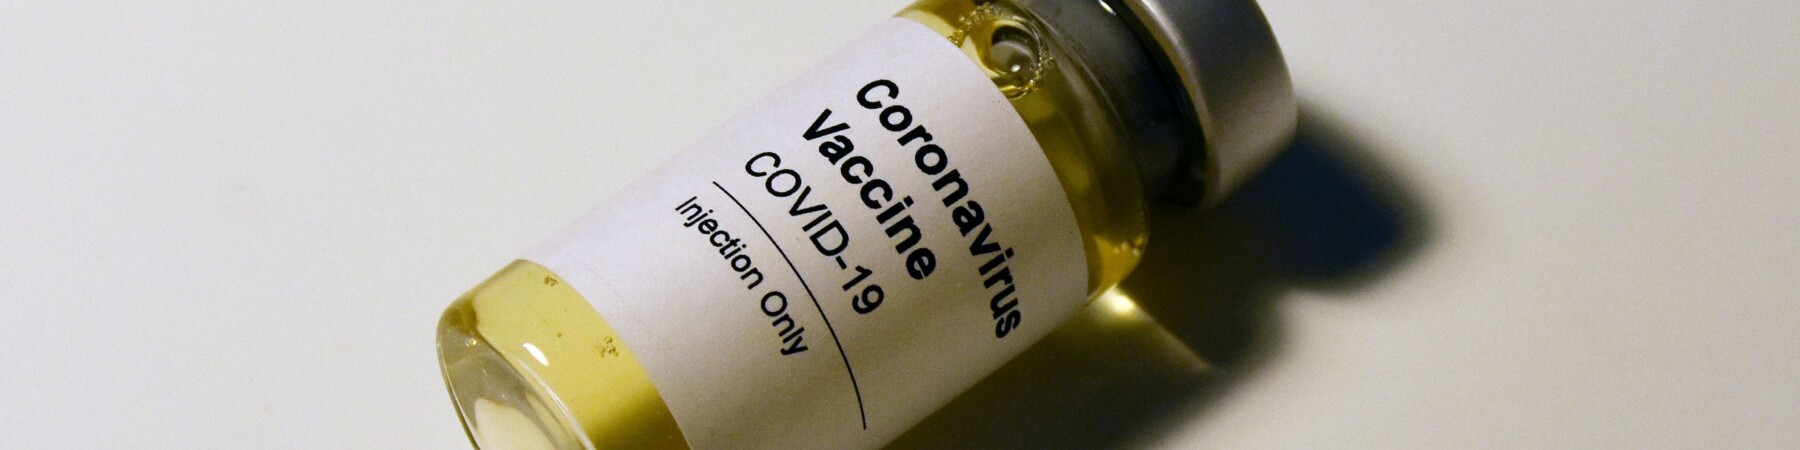 Coronavirus
Vaccine
COVID-19
Injection Only